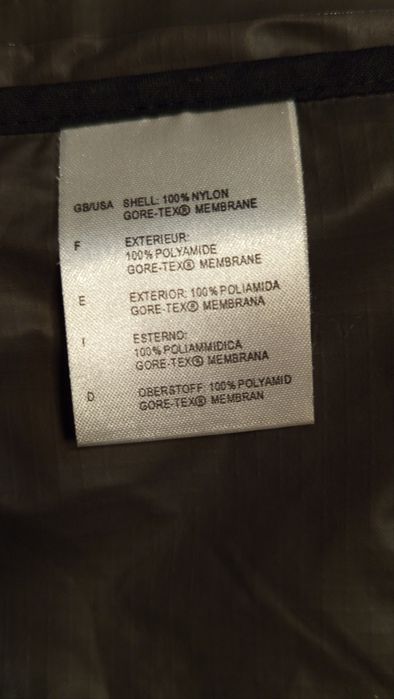 GB/USA SHELL: 100% NYLON
GORE-TEX® MEMBRANE
F EXTERIEUR:
100% POLYAMIDE
GORE-TEX® MEMBRANE
E EXTERIOR: 100% POLIAMIDA
GORE-TEX® MEMBRANA
I ESTERNO:
100% POLIAMMIDICA
GORE-TEX® MEMBRANA
D OBERSTOFF: 100% POLYAMID
GORE-TEX® MEMBRAN